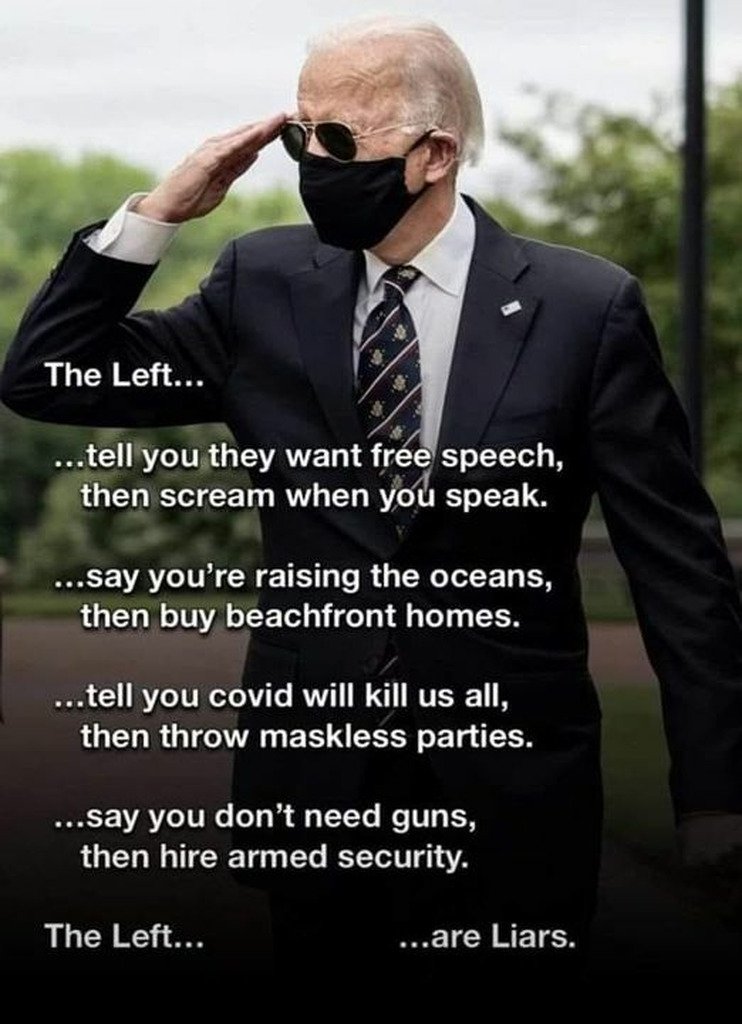 The Left...
...tell you they want free speech,
then scream when you speak.
...say you’re raising the oceans,
then buy beachfront homes.
...tell you covid will kill us all,
then throw maskless parties.
...say you don’t need guns,
then hire armed security.
The Left... ...are Liars.